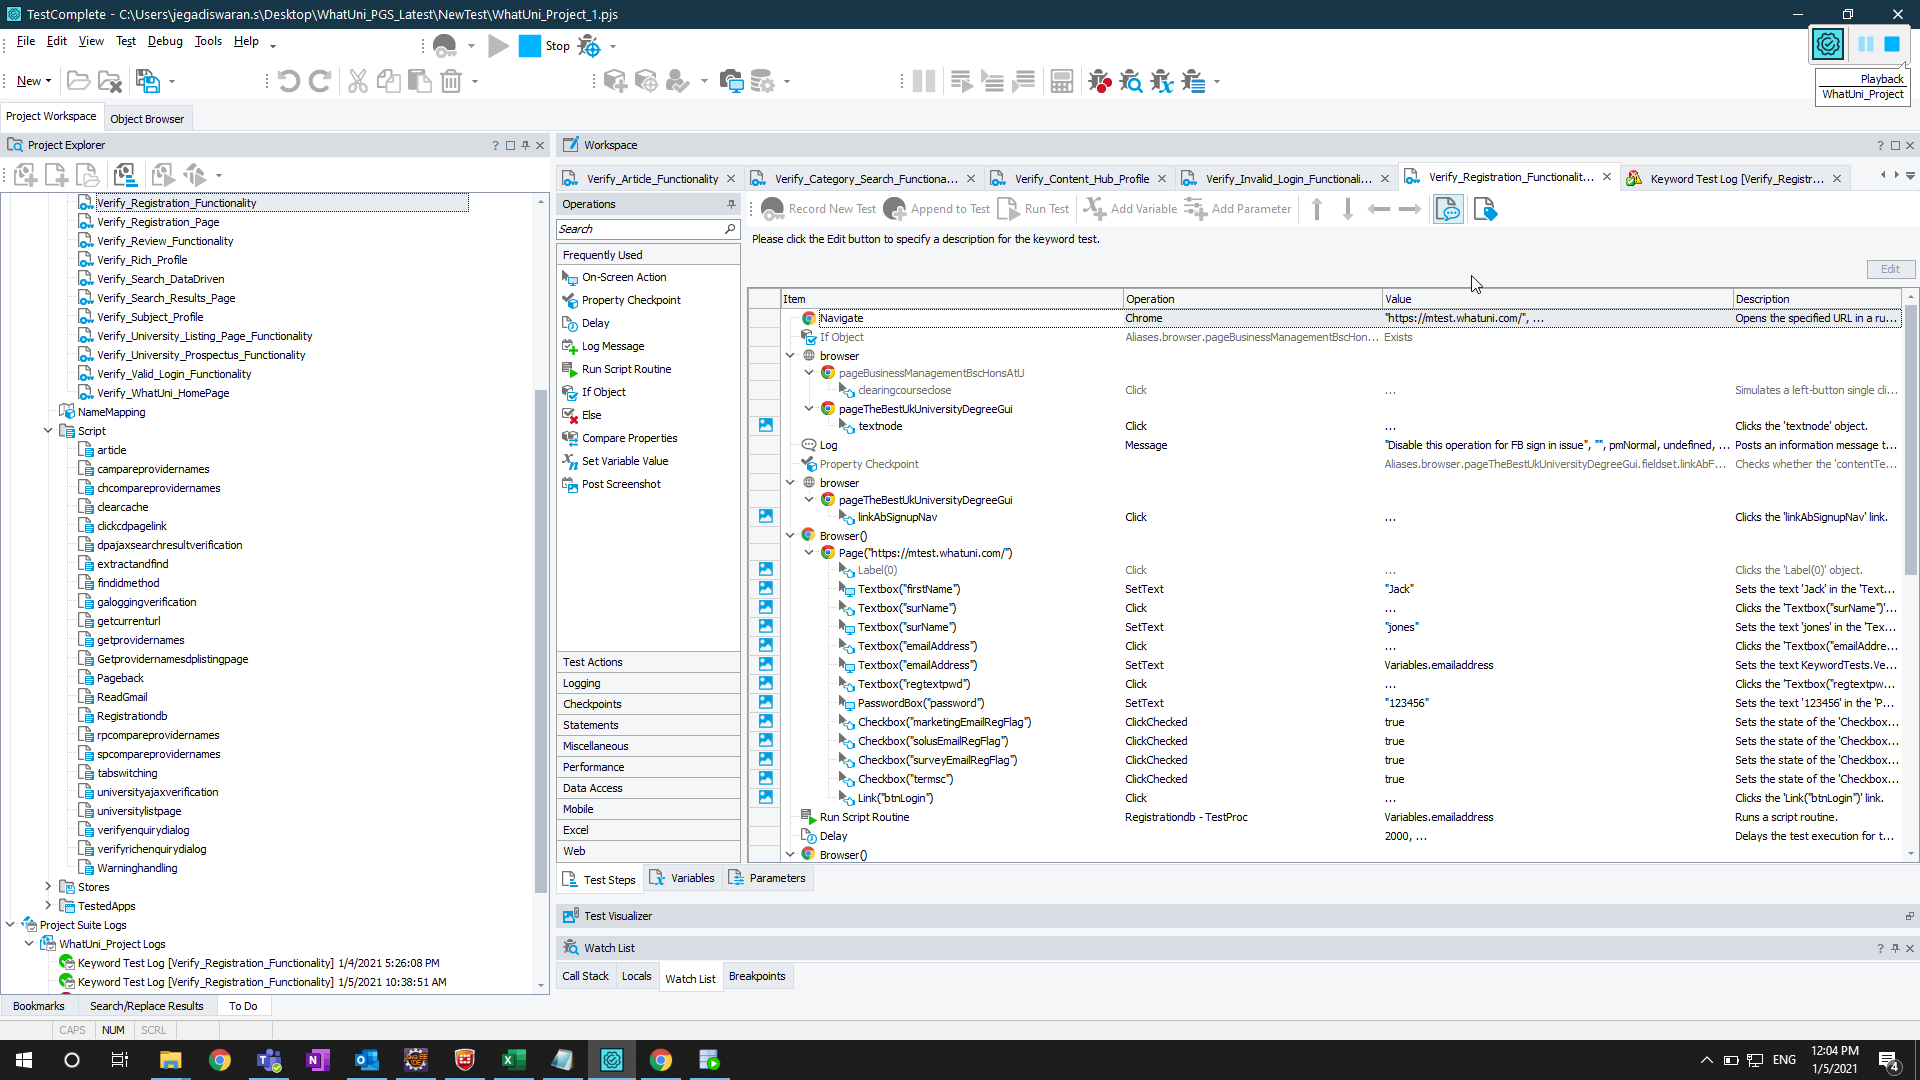 TestComplete - C:\Users\jegadiswaran.s\Desktop\WhatUni_PGS_Latest\NewTest\WhatUni_Project_1.pjs
File Edit View Test Debug Tools Help
Stop
New
Playback
WhatUni_Project
Project Workspace
Object Browser
Project Explorer
Verify_Registration_Functionality
Verify_Registration_Page
Verify_Review_Functionality
Verify_Rich_Profile
Verify_Search_DataDriven
Verify_Search_Results_Page
Verify_Subject_Profile
Verify_University_Listing_Page_Functionality
Verify_University_Prospectus_Functionality
Verify_Valid_Login_Functionality
Verify_WhatUni_HomePage
NameMapping
Script
article
campareprovidernames
chcompareprovidernames
clearcache
clickcdpagelink
dpajaxsearchresultverification
extractandfind
findidmethod
galoggingverification
getcurrenturl
getprovidernames
Getprovidernamesdplistingpage
Pageback
ReadGmail
Registrationdb
rpcompareprovidernames
spcompareprovidernames
tabswitching
universityajaxverification
universitylistpage
verifyenquirydialog
verifyrichenquirydialog
Warninghandling
Stores
TestedApps
Project Suite Logs
WhatUni_Project Logs
Keyword Test Log [Verify_Registration_Functionality] 1/4/2021 5:26:08 PM
Keyword Test Log [Verify_Registration_Functionality] 1/5/2021 10:38:51 AM
Bookmarks Search/Replace Results To Do
CAPS NUM SCRL
Workspace
Verify_Article_Functionality
Verify_Category_Search_Functiona...
Verify_Content_Hub_Profile
Verify_Invalid_Login_Functionali...
Verify_Registration_Functionalit...
Keyword Test Log [Verify_Registr...
Operations
Search
Frequently Used
On-Screen Action
Property Checkpoint
Delay
Log Message
Run Script Routine
If Object
Else
Compare Properties
Set Variable Value
Post Screenshot
Test Actions
Logging
Checkpoints
Statements
Miscellaneous
Performance
Data Access
Mobile
Excel
Web
Record New Test Append to Test Run Test Add Variable Add Parameter
Please click the Edit button to specify a description for the keyword test.
Edit
Item Operation Value Description
Navigate Chrome "https://mtest.whatuni.com/", ... Opens the specified URL in a ru...
If Object Aliases.browser.pageBusinessManagementBscHon... Exists
browser
pageBusinessManagementBscHonsAtU
clearingcourseclose Click ... Simulates a left-button single cli...
pageTheBestUkUniversityDegreeGui
textnode Click ... Clicks the 'textnode' object.
Log Message "Disable this operation for FB sign in issue", "", pmNormal, undefined, ... Posts an information message t...
Property Checkpoint Aliases.browser.pageTheBestUkUniversityDegreeGui.fieldset.linkAbF... Checks whether the 'contentTe...
browser
pageTheBestUkUniversityDegreeGui
linkAbSignupNav Click ... Clicks the 'linkAbSignupNav' link.
Browser()
Page("https://mtest.whatuni.com/")
Label(0) Click ... Clicks the 'Label(0)' object.
Textbox("firstName") SetText "Jack" Sets the text 'Jack' in the 'Text...
Textbox("surName") Click ... Clicks the 'Textbox("surName")'...
Textbox("surName") SetText "jones" Sets the text 'jones' in the 'Tex...
Textbox("emailAddress") Click ... Clicks the 'Textbox("emailAddre...
Textbox("emailAddress") SetText Variables.emailaddress Sets the text KeywordTests.Ve...
Textbox("regtextpwd") Click ... Clicks the 'Textbox("regtextpw...
PasswordBox("password") SetText "123456" Sets the text '123456' in the 'P...
Checkbox("marketingEmailRegFlag") ClickChecked true Sets the state of the 'Checkbox...
Checkbox("solusEmailRegFlag") ClickChecked true Sets the state of the 'Checkbox...
Checkbox("surveyEmailRegFlag") ClickChecked true Sets the state of the 'Checkbox...
Checkbox("termsc") ClickChecked true Sets the state of the 'Checkbox...
Link("btnLogin") Click ... Clicks the 'Link("btnLogin")' link.
Run Script Routine Registrationdb - TestProc Variables.emailaddress Runs a script routine.
Delay 2000, ... Delays the test execution for t...
Browser()
Test Steps Variables Parameters
Test Visualizer
Watch List
Call Stack Locals Watch List Breakpoints
ENG
12:04 PM
1/5/2021
4